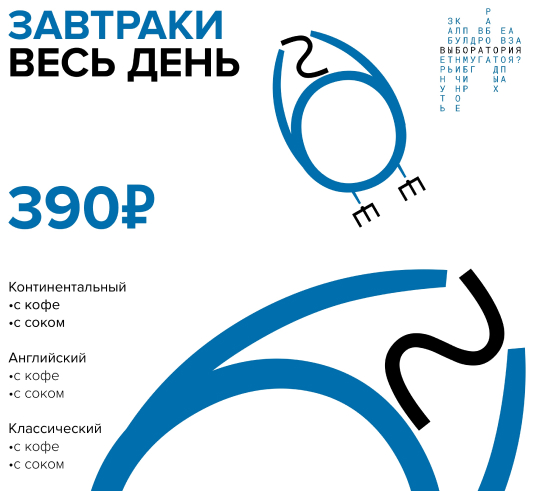 ЗАВТРАКИ
ВЕСЬ ДЕНЬ
ВЫБОРАТОРИЯ
390₽
Континентальный
•с кофе
•с соком
Английский
•с кофе
•с соком
Классический
•с кофе
•с соком